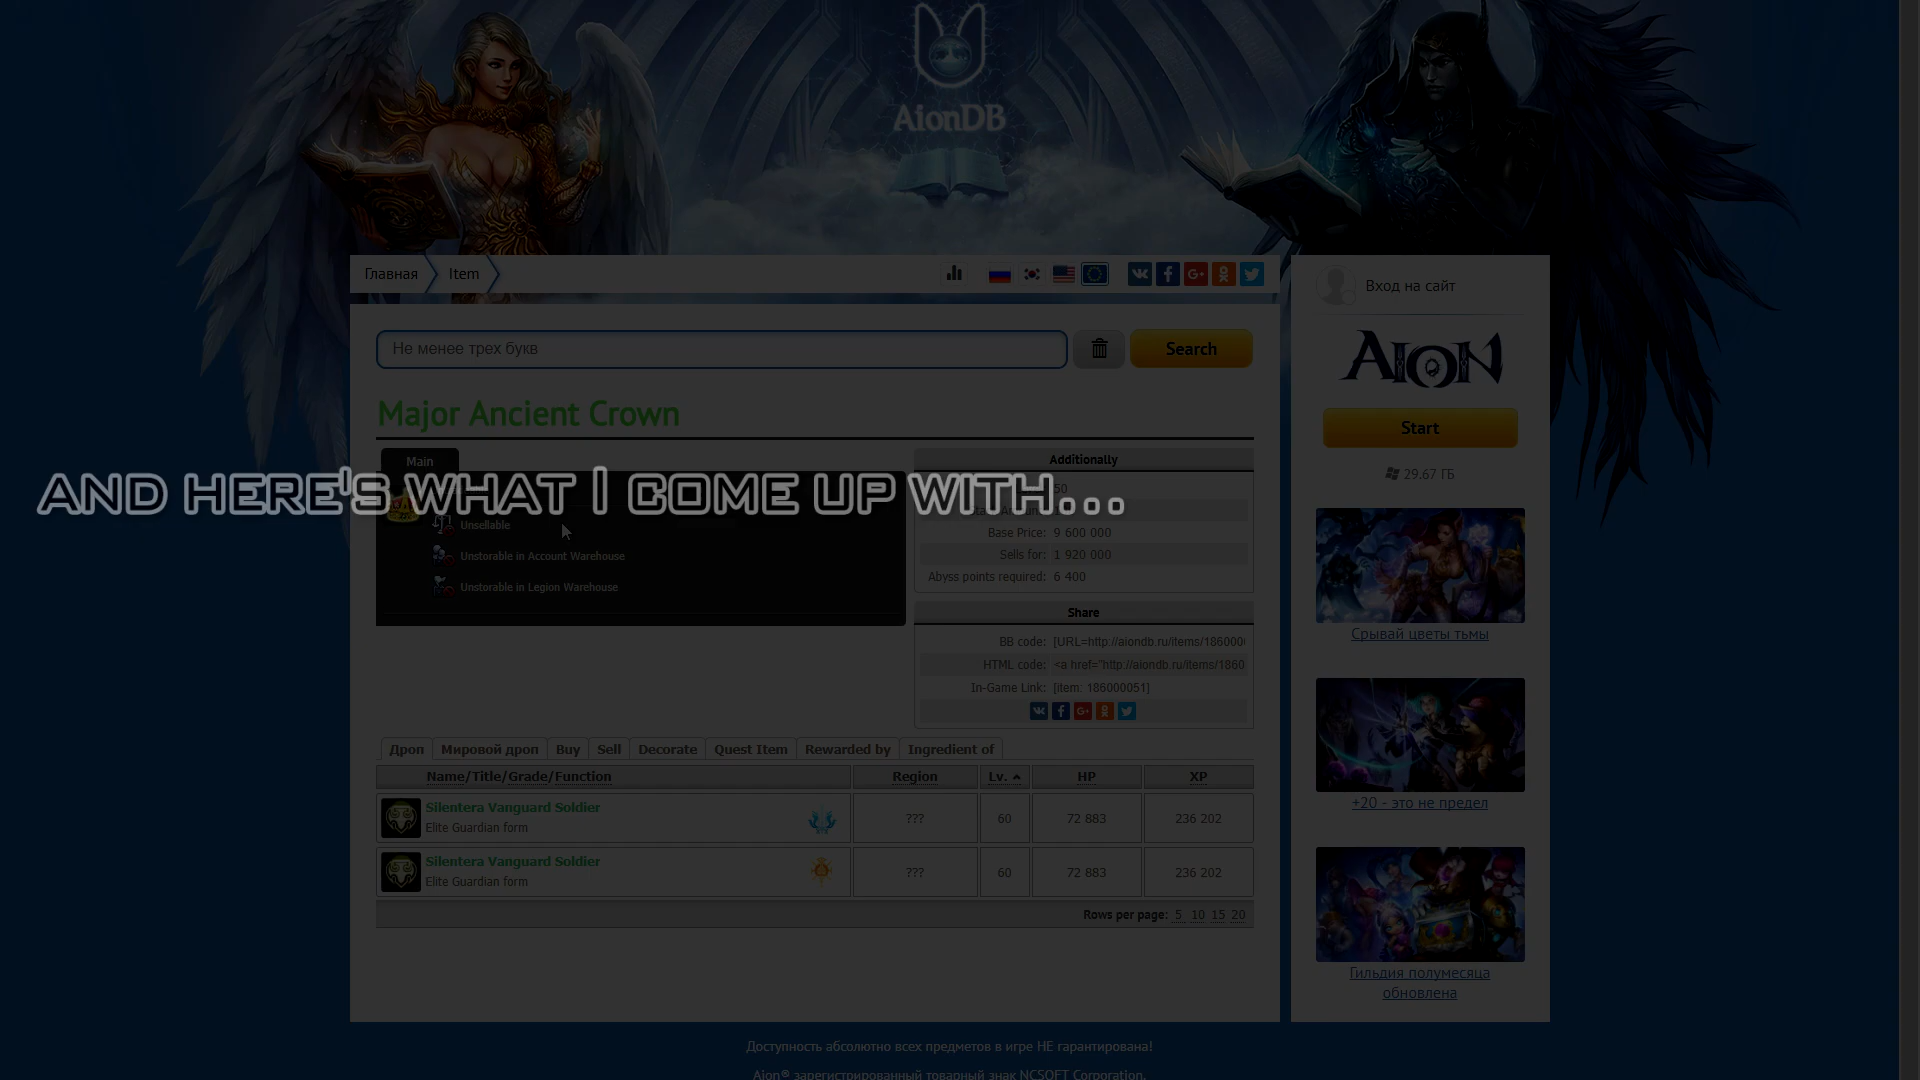 AionDB
Главная Item
Вход на сайт
Не менее трех букв Search
AION
Major Ancient Crown
Start
29.67 ГБ
Main
AND HERE'S WHAT I COME UP WITH...
Unsellable
Unstorable in Account Warehouse
Unstorable in Legion Warehouse
Additionally
50
Base Price: 9 600 000
Sells for: 1 920 000
Abyss points required: 6 400
Share
BB code: [URL=http://aiondb.ru/items/186000
HTML code: <a href="http://aiondb.ru/items/1860
In-Game Link: [item: 186000051]
Срывай цветы тьмы
+20 - это не предел
Гильдия полумесяца
обновлена
Дроп Мировой дроп Buy Sell Decorate Quest Item Rewarded by Ingredient of
Name/Title/Grade/Function Region Lv. HP XP
Silentera Vanguard Soldier
Elite Guardian form ??? 60 72 883 236 202
Silentera Vanguard Soldier
Elite Guardian form ??? 60 72 883 236 202
Rows per page: 5 10 15 20
Доступность абсолютно всех предметов в игре НЕ гарантирована!
Aion® зарегистрированный товарный знак NCSOFT Corporation.